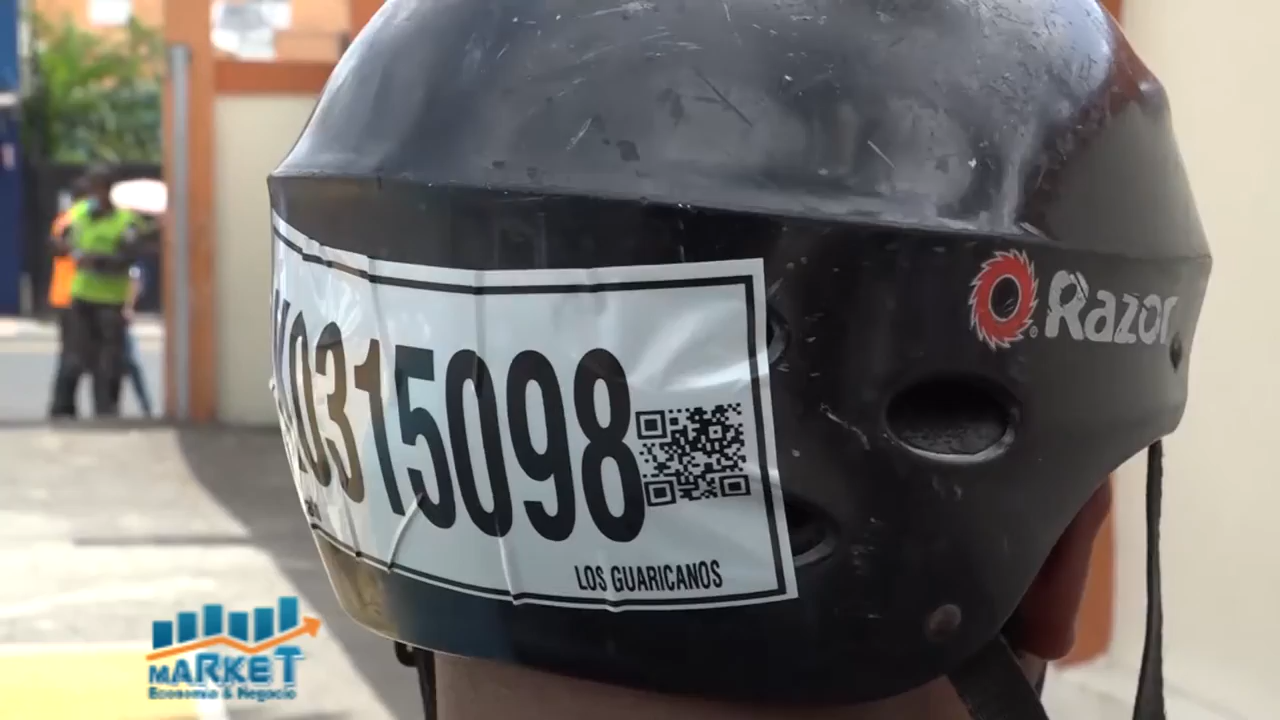 K0315098
Razor
LOS GUARICANOS
MARKET
Economía & Negocio